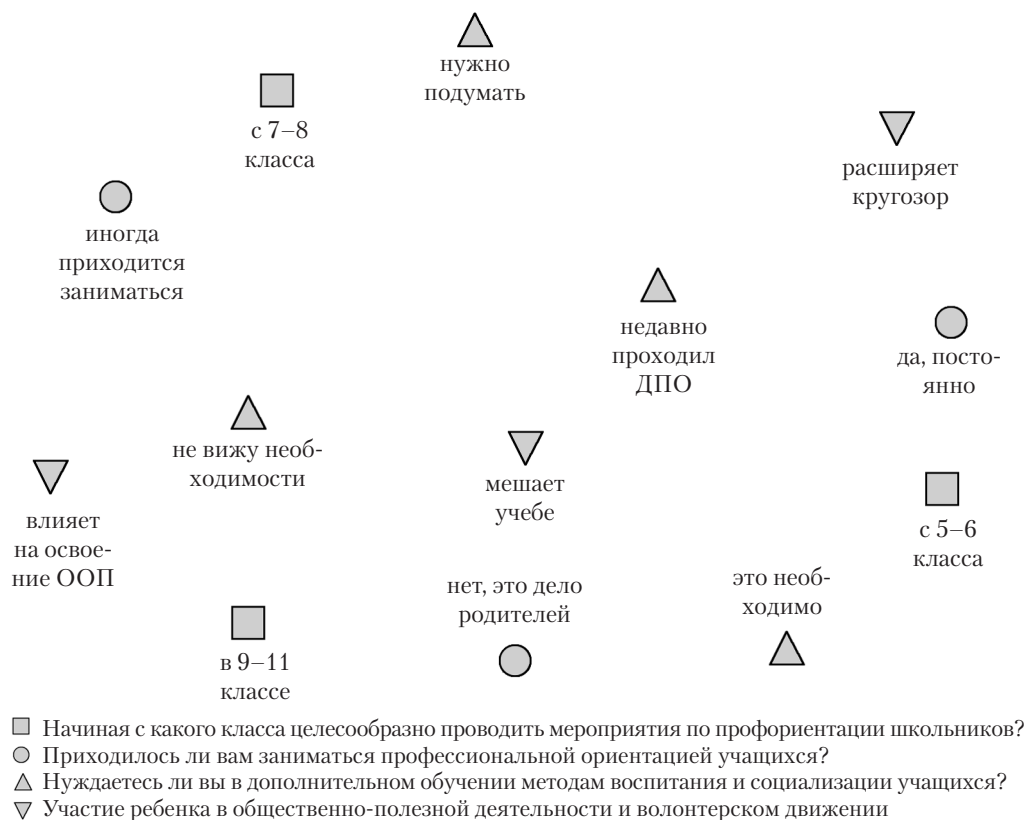 нужно
подумать
с 7–8
класса
расширяет
кругозор
иногда
приходится
заниматься
недавно
проходил
ДПО
да, посто-
янно
не вижу необ-
ходимости
мешает
учебе
влияет
на освое-
ние ООП
с 5–6
класса
нет, это дело
родителей
это необ-
ходимо
в 9–11
классе
Начиная с какого класса целесообразно проводить мероприятия по профориентации школьников?
Приходилось ли вам заниматься профессиональной ориентацией учащихся?
Нуждаетесь ли вы в дополнительном обучении методам воспитания и социализации учащихся?
Участие ребенка в общественно-полезной деятельности и волонтерском движении